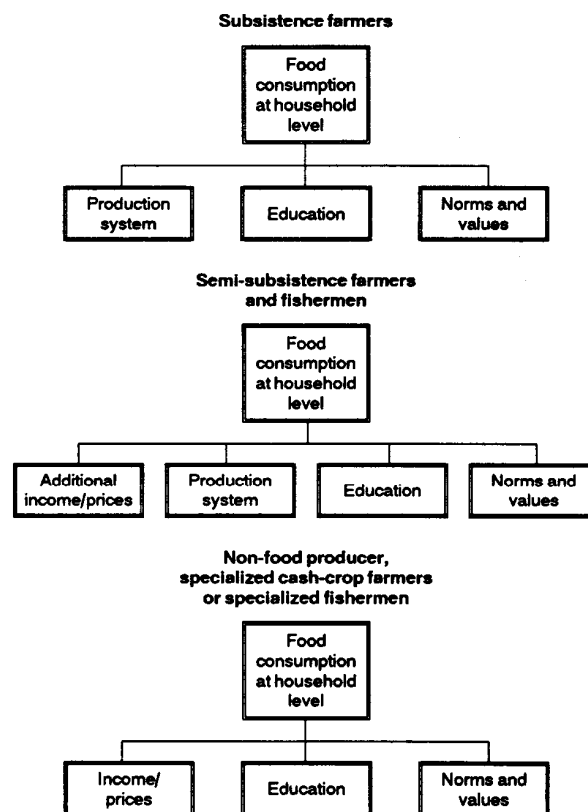 Subsistence farmers
Food
consumption
at household
level
Production
system
Education
Norms and
values
Semi-subsistence farmers
and fishermen
Food
consumption
at household
level
Additional
income/prices
Production
system
Education
Norms and
values
Non-food producer,
specialized cash-crop farmers
or specialized fishermen
Food
consumption
at household
level
Income/
prices
Education
Norms and
values